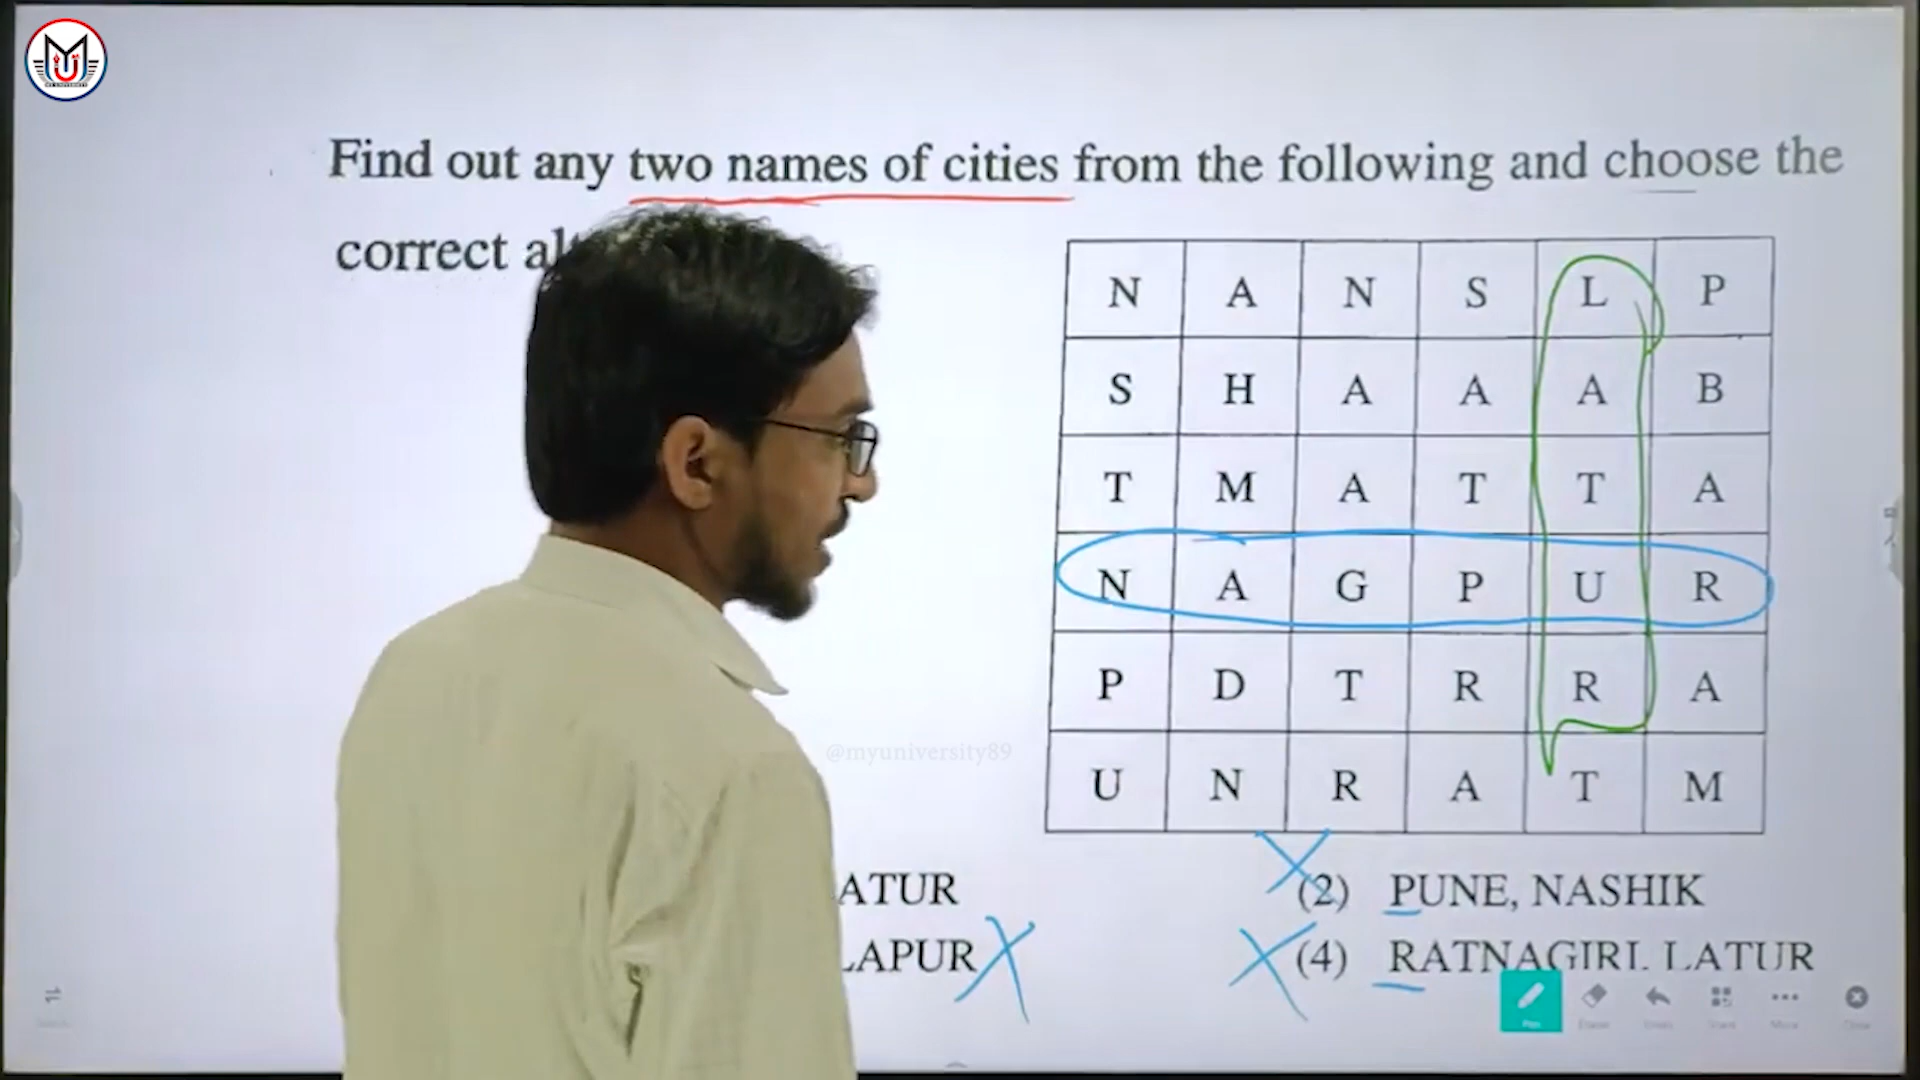 Find out any two names of cities from the following and choose the
correct al
N A N S L P
S H A A A B
T M A T T A
N A G P U R
P D T R R A
U N R A T M
@myuniversity89
ATUR
(2) PUNE, NASHIK
LAPUR
(4) RATNAGIRI, LATUR